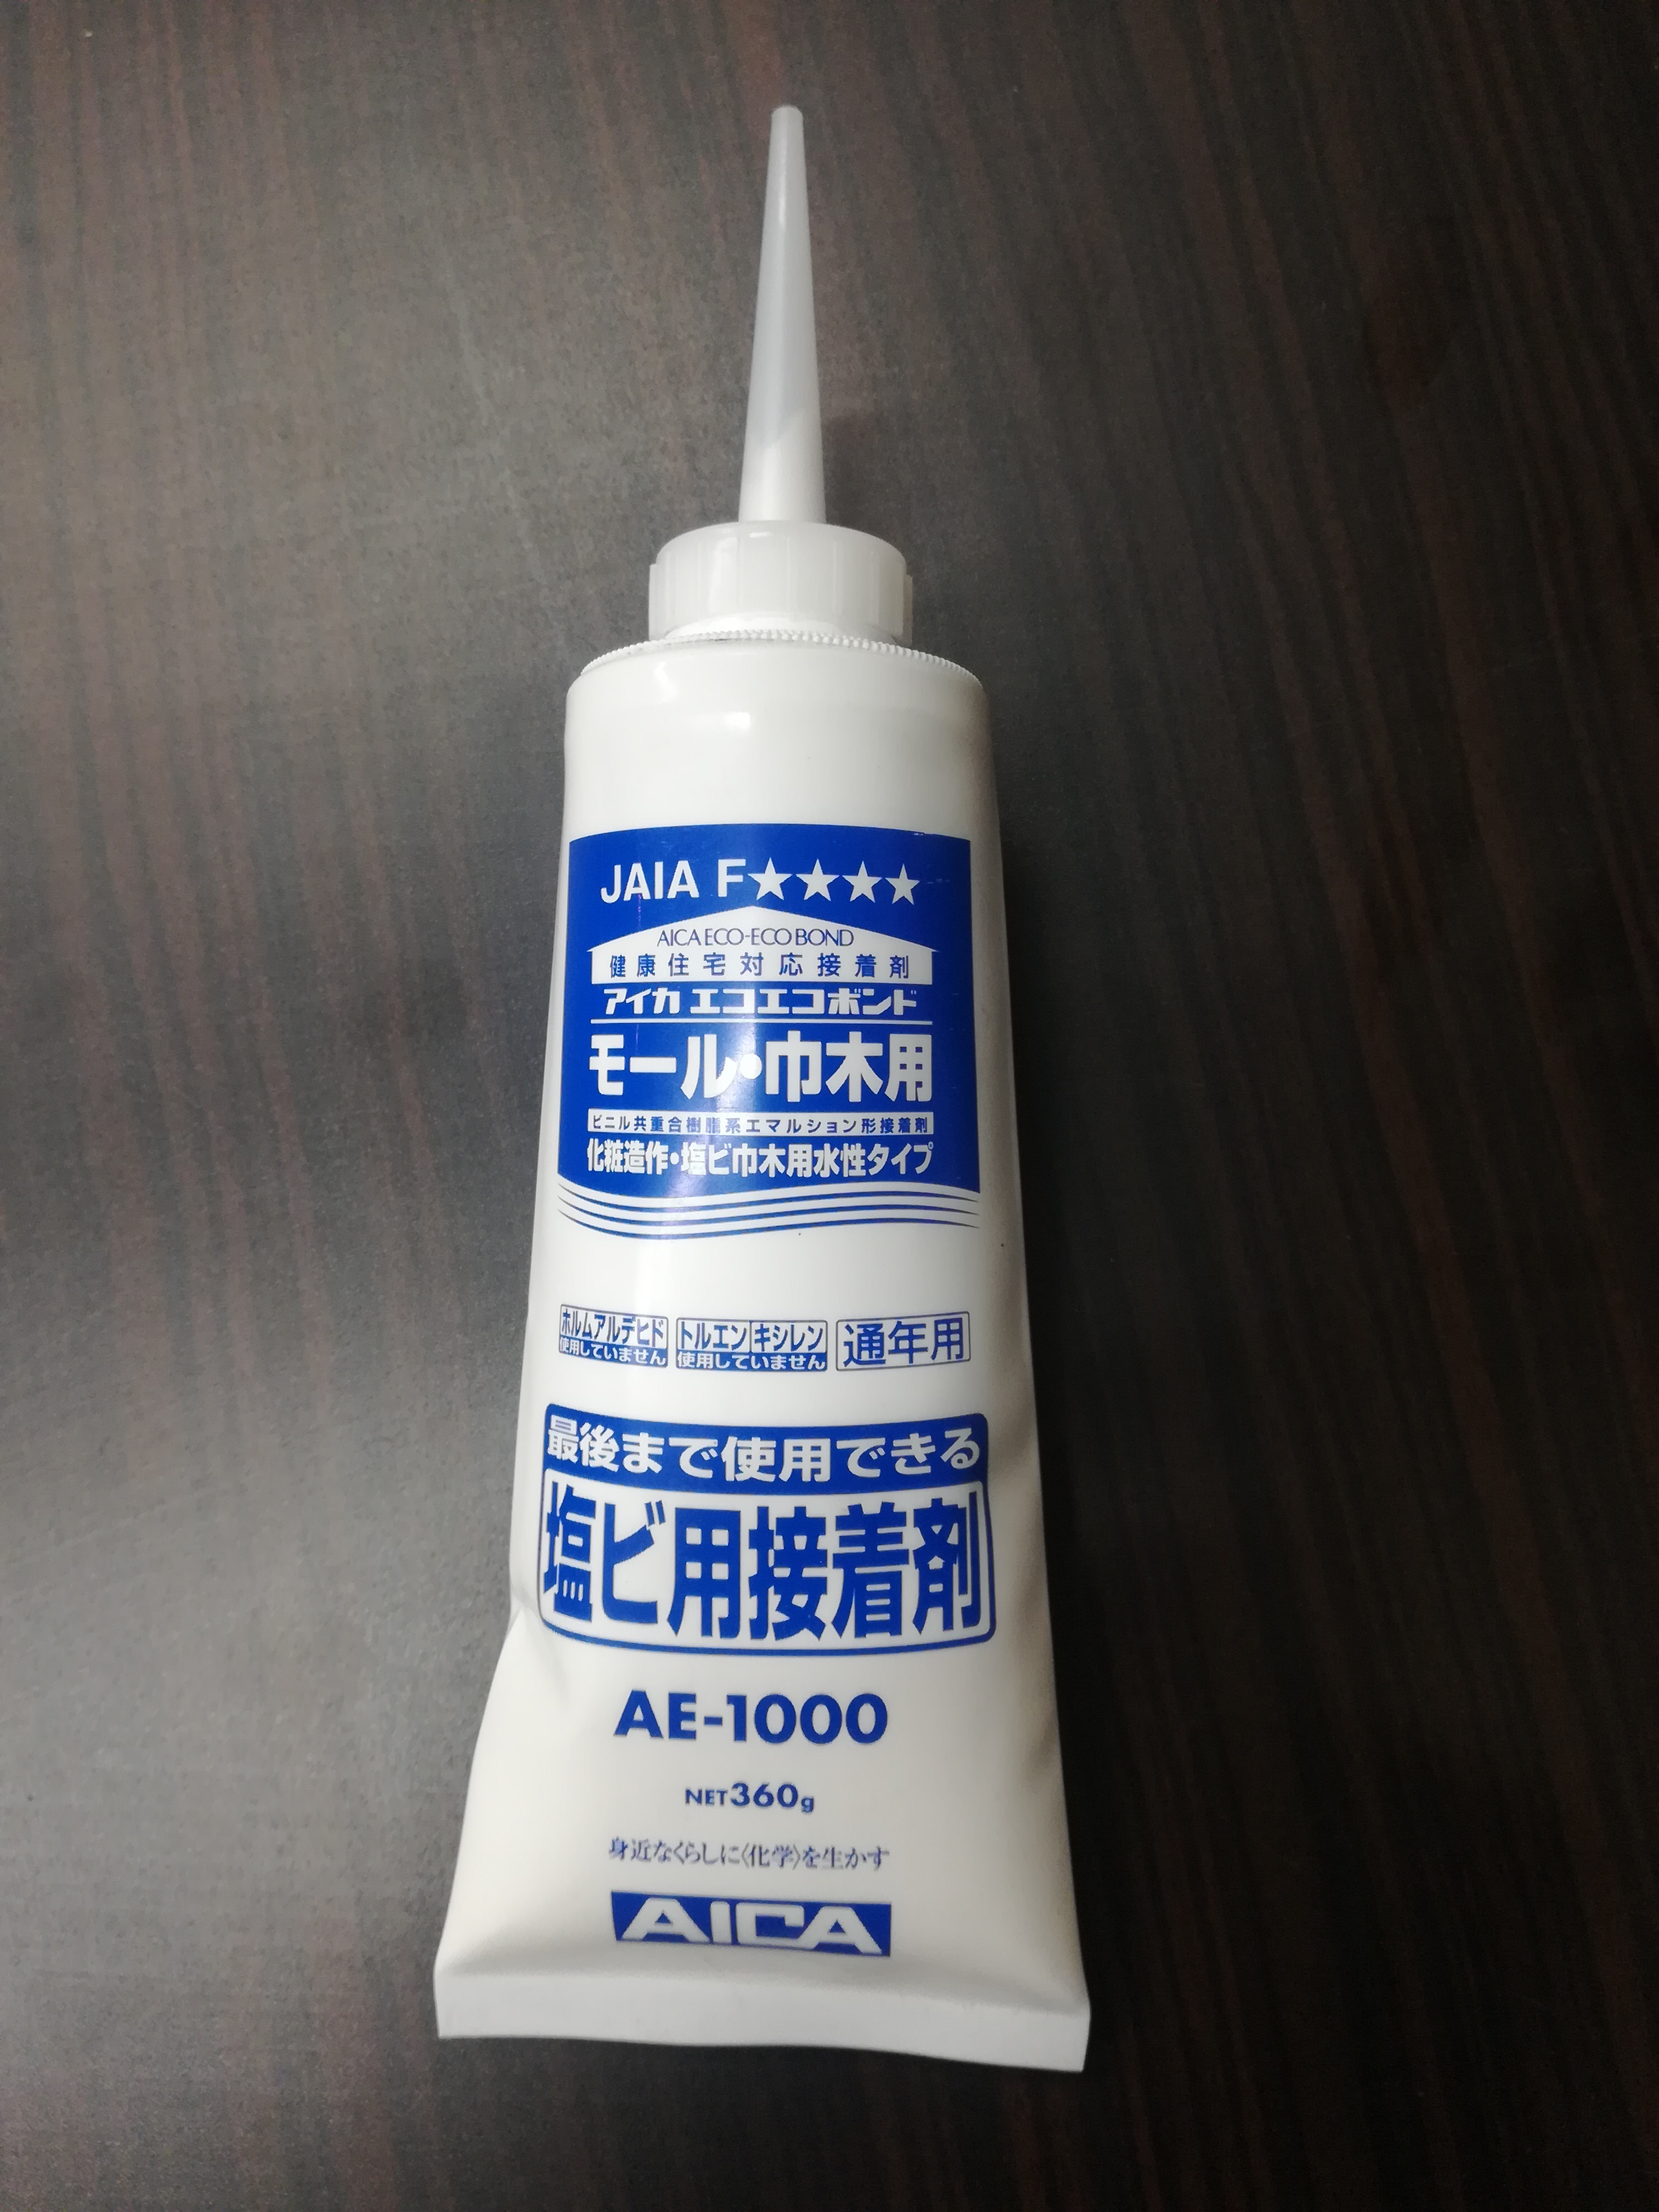 JAIA F★★★★
AICA ECO-ECO BOND
健康住宅対応接着剤
アイカ エコエコボンド
モール・巾木用
ビニル共重合樹脂系エマルション形接着剤
化粧造作・塩ビ巾木用水性タイプ
ホルムアルデヒド
使用していません
トルエン キシレン
使用していません
通年用
最後まで使用できる
塩ビ用接着剤
AE-1000
NET360g
身近なくらしに〈化学〉を生かす
AICA